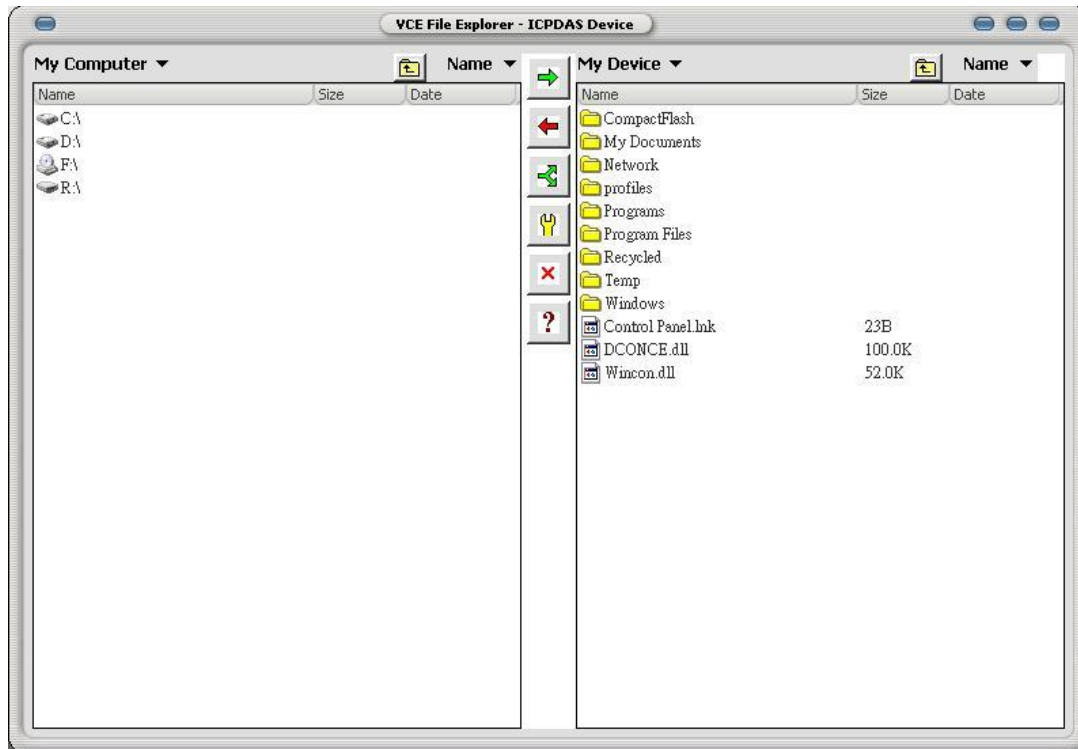 VCE File Explorer - ICPDAS Device
My Computer
Name
Name Size Date
C:\
D:\
F:\
R:\
?
My Device
Name
Name Size Date
CompactFlash
My Documents
Network
profiles
Programs
Program Files
Recycled
Temp
Windows
Control Panel.lnk 23B
DCONCE.dll 100.0K
Wincon.dll 52.0K